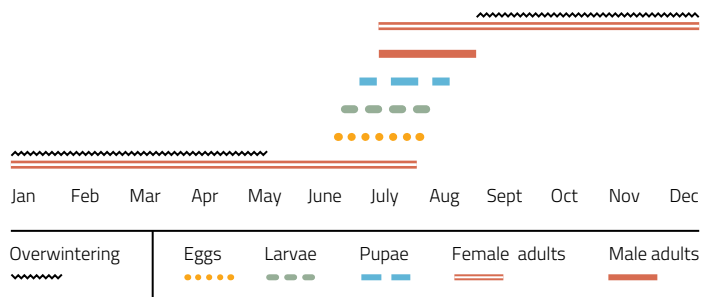 Jan Feb Mar Apr May June July Aug Sept Oct Nov Dec
Overwintering Eggs Larvae Pupae Female adults Male adults